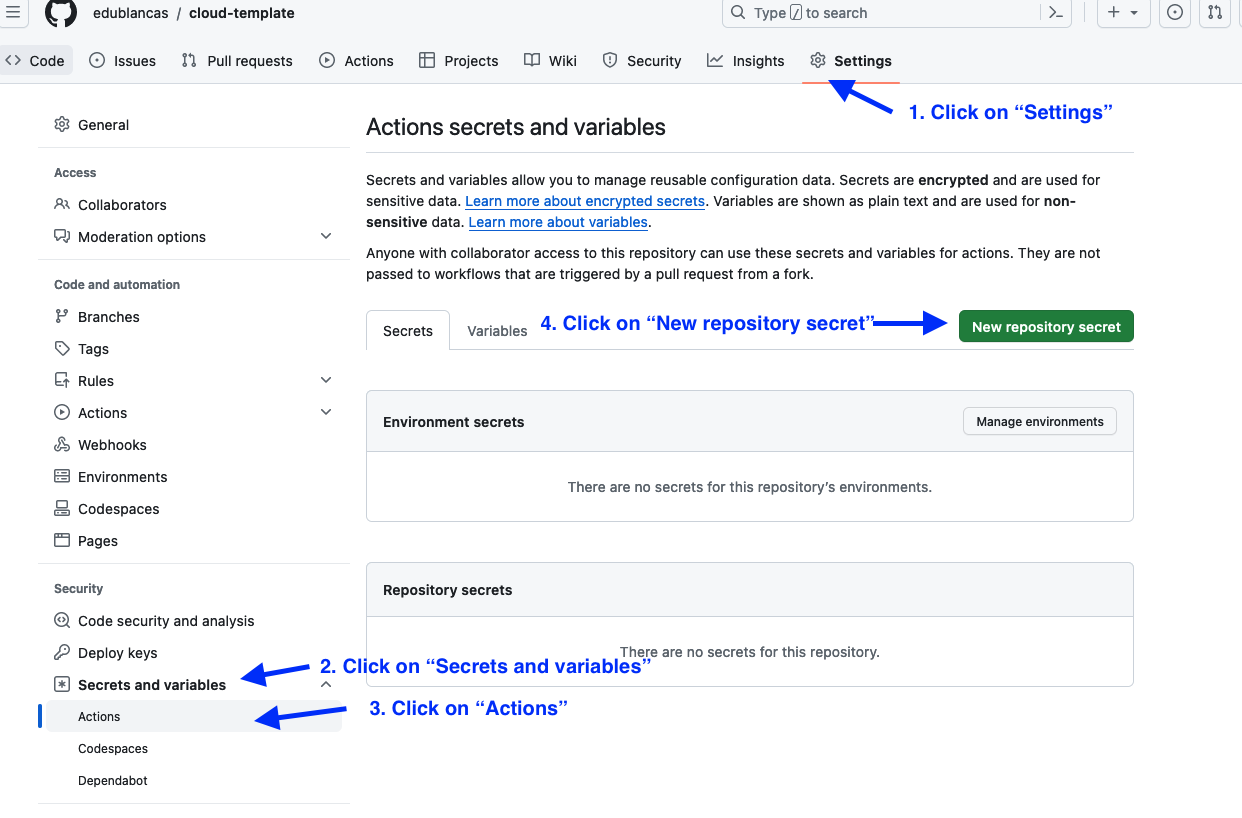 edublancas / cloud-template
Type / to search
Code
Issues
Pull requests
Actions
Projects
Wiki
Security
Insights
Settings
1. Click on “Settings”
General
Access
Collaborators
Moderation options
Code and automation
Branches
Tags
Rules
Actions
Webhooks
Environments
Codespaces
Pages
Security
Code security and analysis
Deploy keys
Secrets and variables
2. Click on “Secrets and variables”
Actions
3. Click on “Actions”
Codespaces
Dependabot
Actions secrets and variables
Secrets and variables allow you to manage reusable configuration data. Secrets are encrypted and are used for
sensitive data. Learn more about encrypted secrets. Variables are shown as plain text and are used for non-
sensitive data. Learn more about variables.
Anyone with collaborator access to this repository can use these secrets and variables for actions. They are not
passed to workflows that are triggered by a pull request from a fork.
Secrets
Variables
4. Click on “New repository secret”
New repository secret
Environment secrets
Manage environments
There are no secrets for this repository’s environments.
Repository secrets
There are no secrets for this repository.